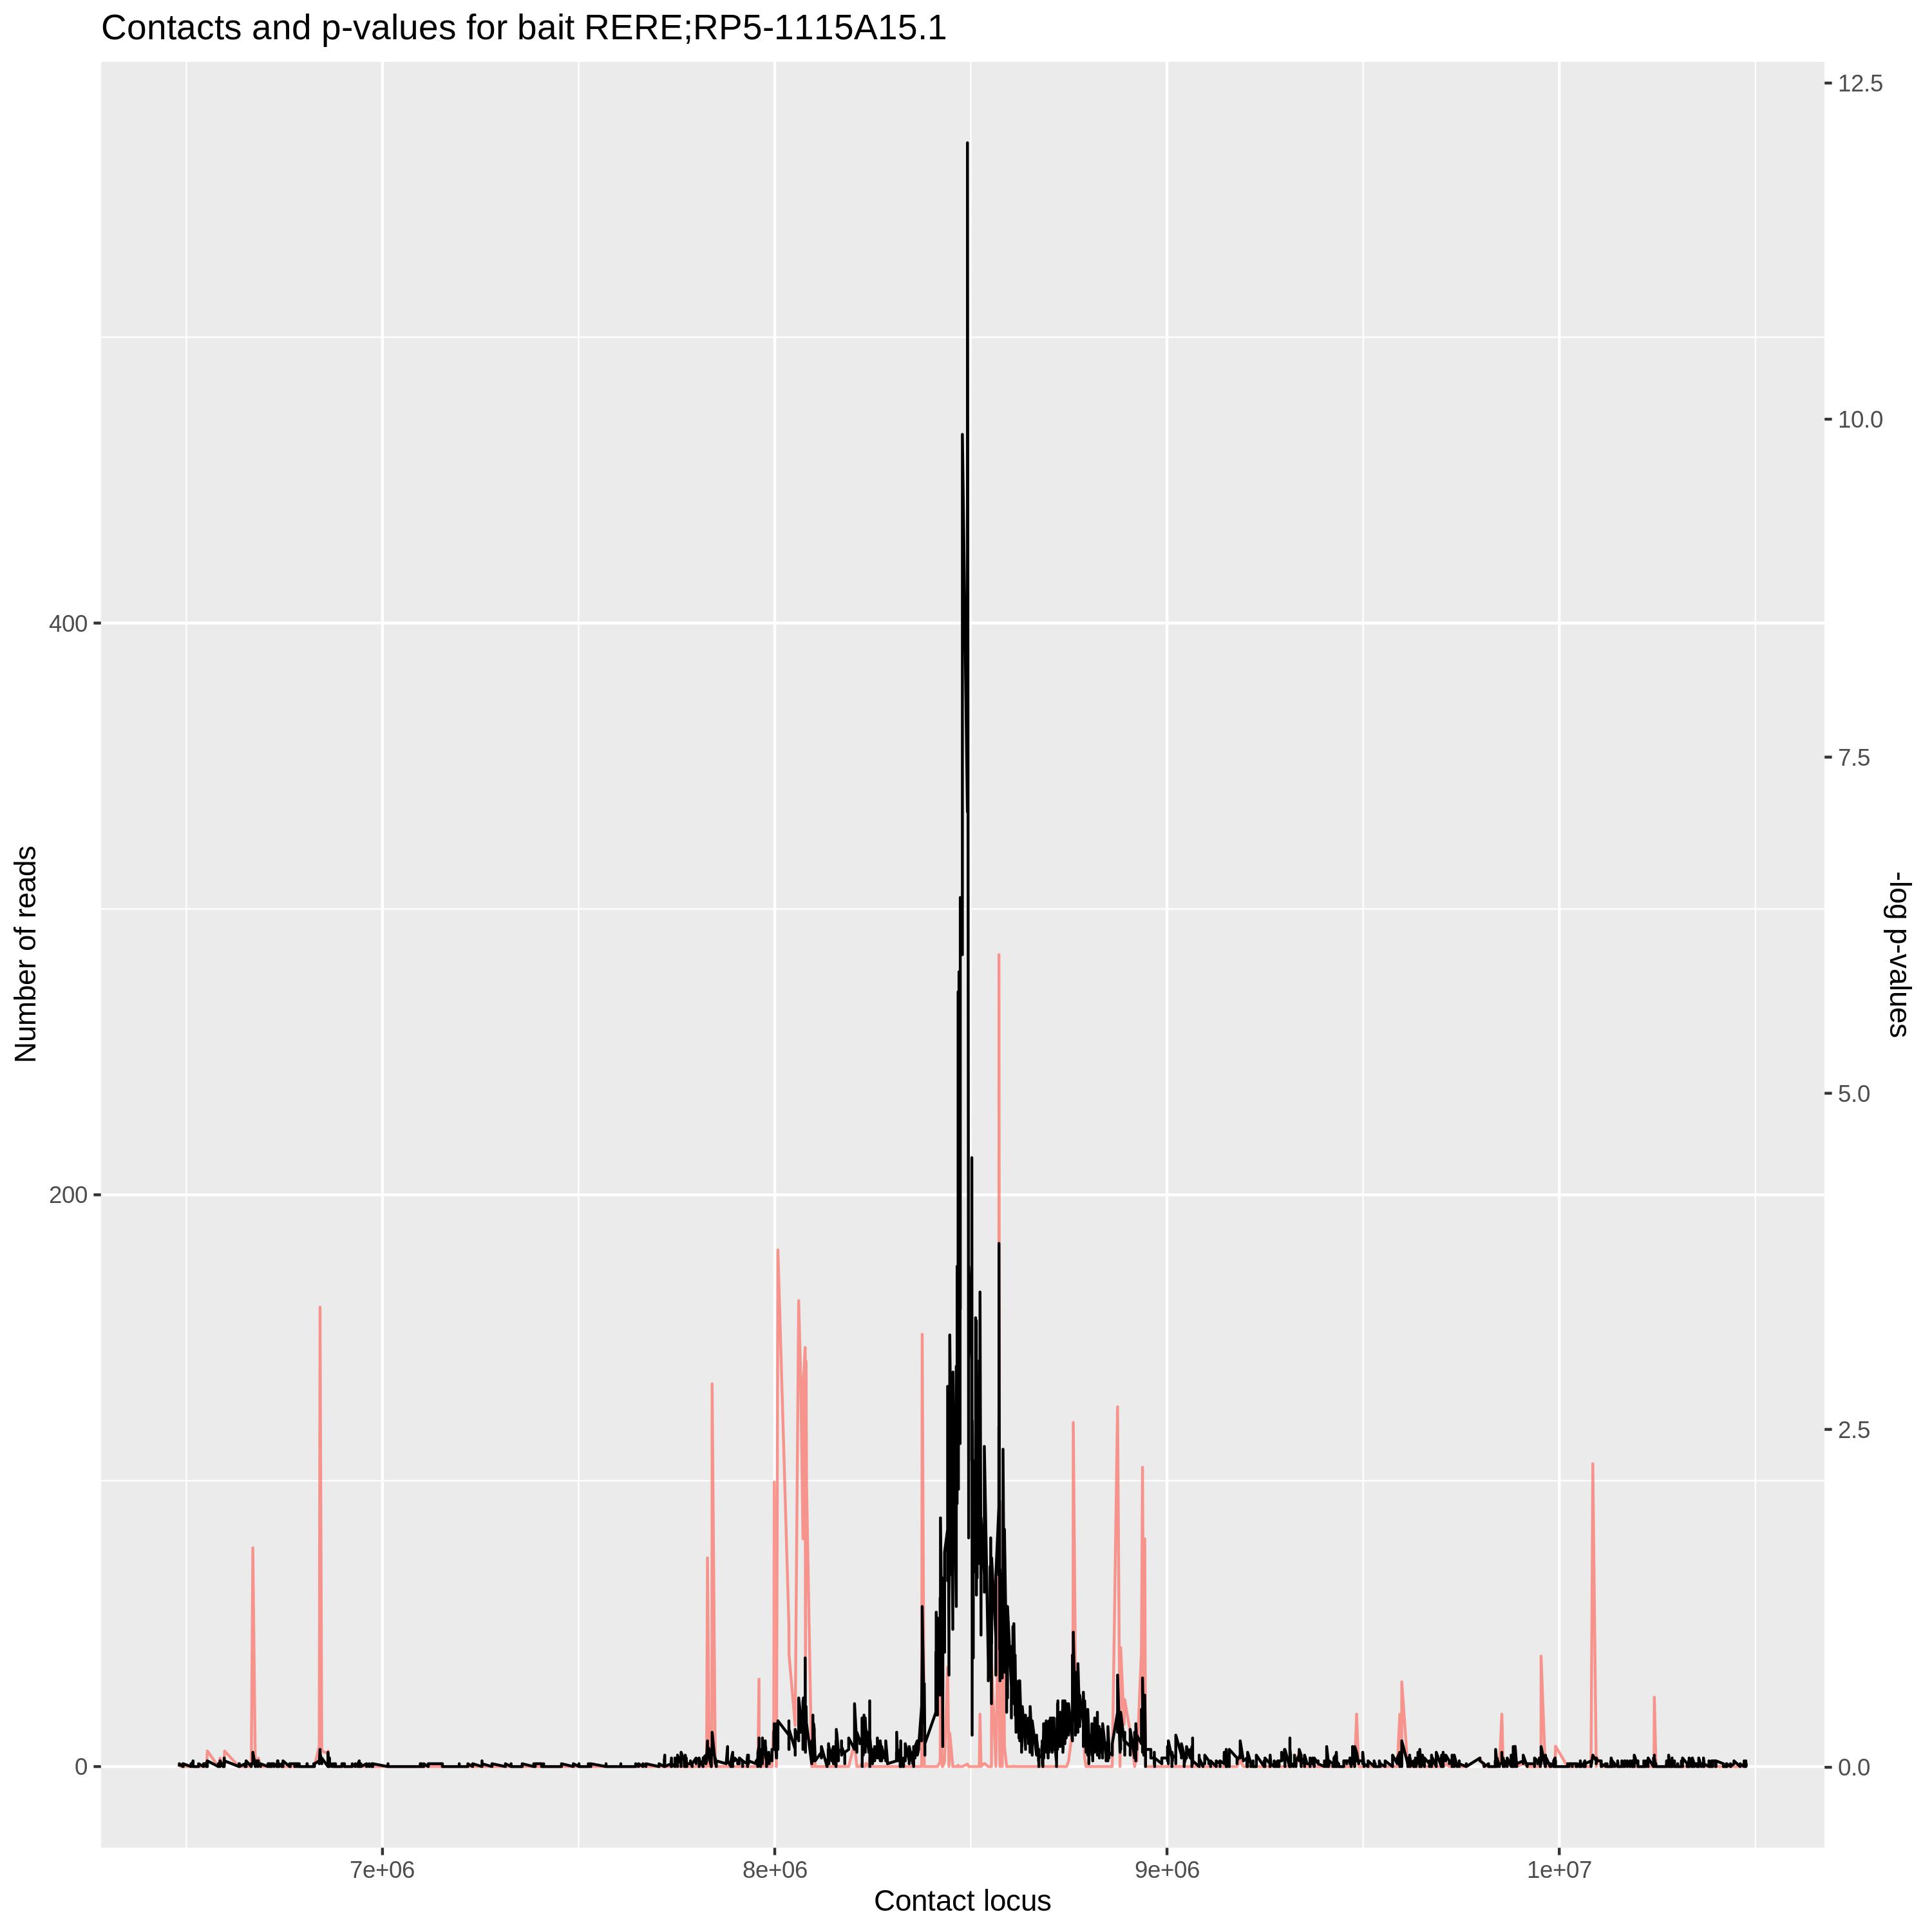 Contacts and p-values for bait RERE;RP5-1115A15.1
Number of reads
400
200
0
12.5
10.0
7.5
5.0
2.5
0.0
-log p-values
7e+06
8e+06
9e+06
1e+07
Contact locus